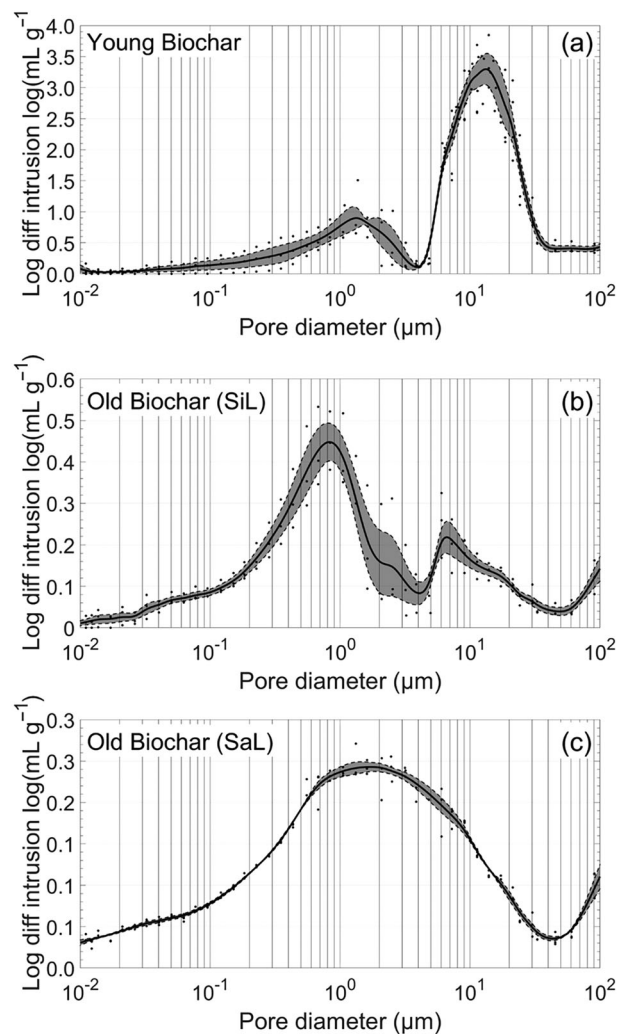 Young Biochar
(a)
Log diff intrusion log(mL g⁻¹)
4.0
3.5
3.0
2.5
2.0
1.5
1.0
0.5
0.0
10⁻² 10⁻¹ 10⁰ 10¹ 10²
Pore diameter (µm)
Old Biochar (SiL)
(b)
Log diff intrusion log(mL g⁻¹)
0.6
0.5
0.4
0.3
0.2
0.1
0
10⁻² 10⁻¹ 10⁰ 10¹ 10²
Pore diameter (µm)
Old Biochar (SaL)
(c)
Log diff intrusion log(mL g⁻¹)
0.3
0.3
0.2
0.1
0.1
0.1
0.0
10⁻² 10⁻¹ 10⁰ 10¹ 10²
Pore diameter (µm)